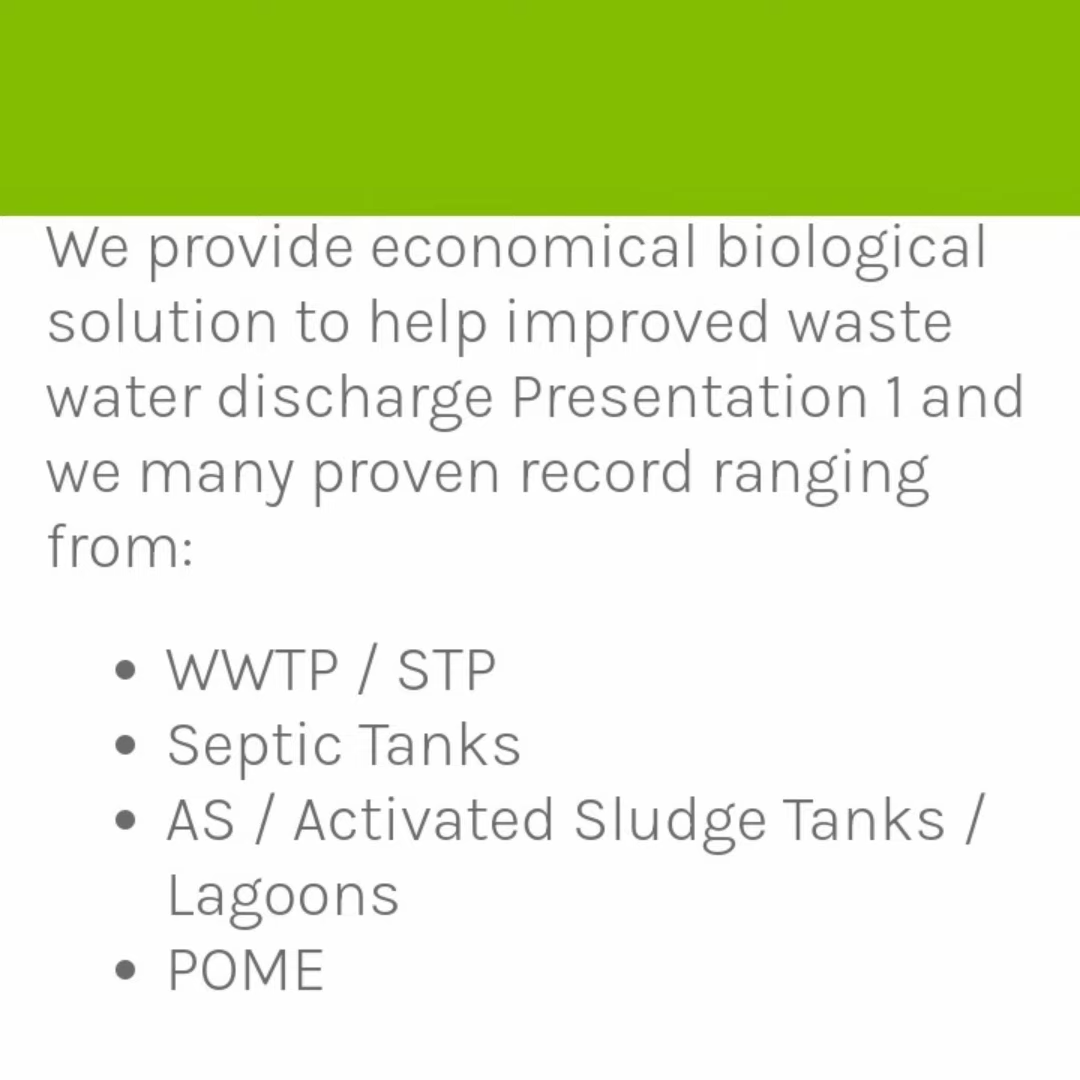 We provide economical biological
solution to help improved waste
water discharge Presentation 1 and
we many proven record ranging
from:
• WWTP / STP
• Septic Tanks
• AS / Activated Sludge Tanks /
Lagoons
• POME